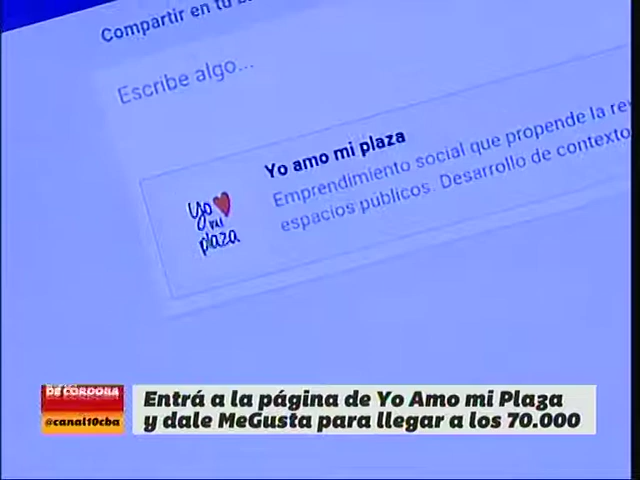 Compartir en tu
Escribe algo...
Yo amo mi plaza
Emprendimiento social que propende la
espacios públicos. Desarrollo de contexto
yo
mi
plaza
DE CÓRDOBA
@canal10cba
Entrá a la página de Yo Amo mi Plaza
y dale MeGusta para llegar a los 70.000